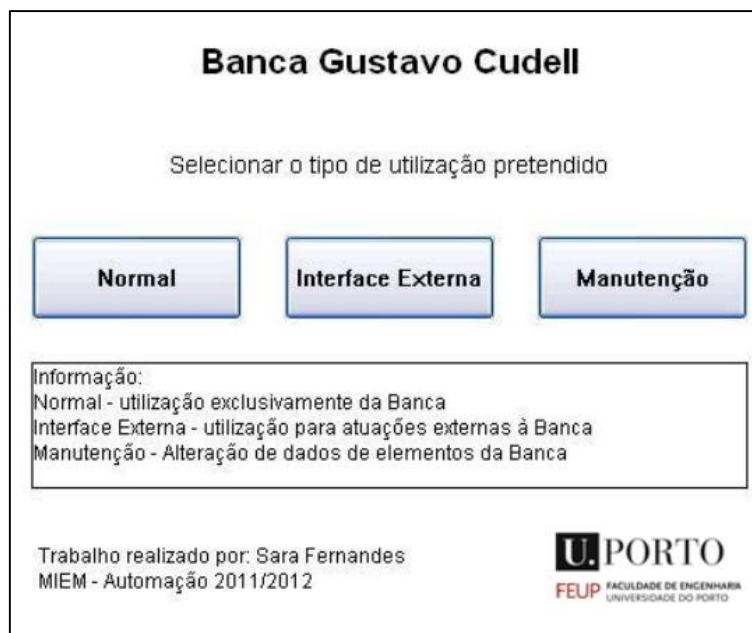 Banca Gustavo Cudell
Selecionar o tipo de utilização pretendido
Normal
Interface Externa
Manutenção
Informação:
Normal - utilização exclusivamente da Banca
Interface Externa - utilização para atuações externas à Banca
Manutenção - Alteração de dados de elementos da Banca
Trabalho realizado por: Sara Fernandes
MIEM - Automação 2011/2012
U. PORTO
FEUP FACULDADE DE ENGENHARIA
UNIVERSIDADE DO PORTO